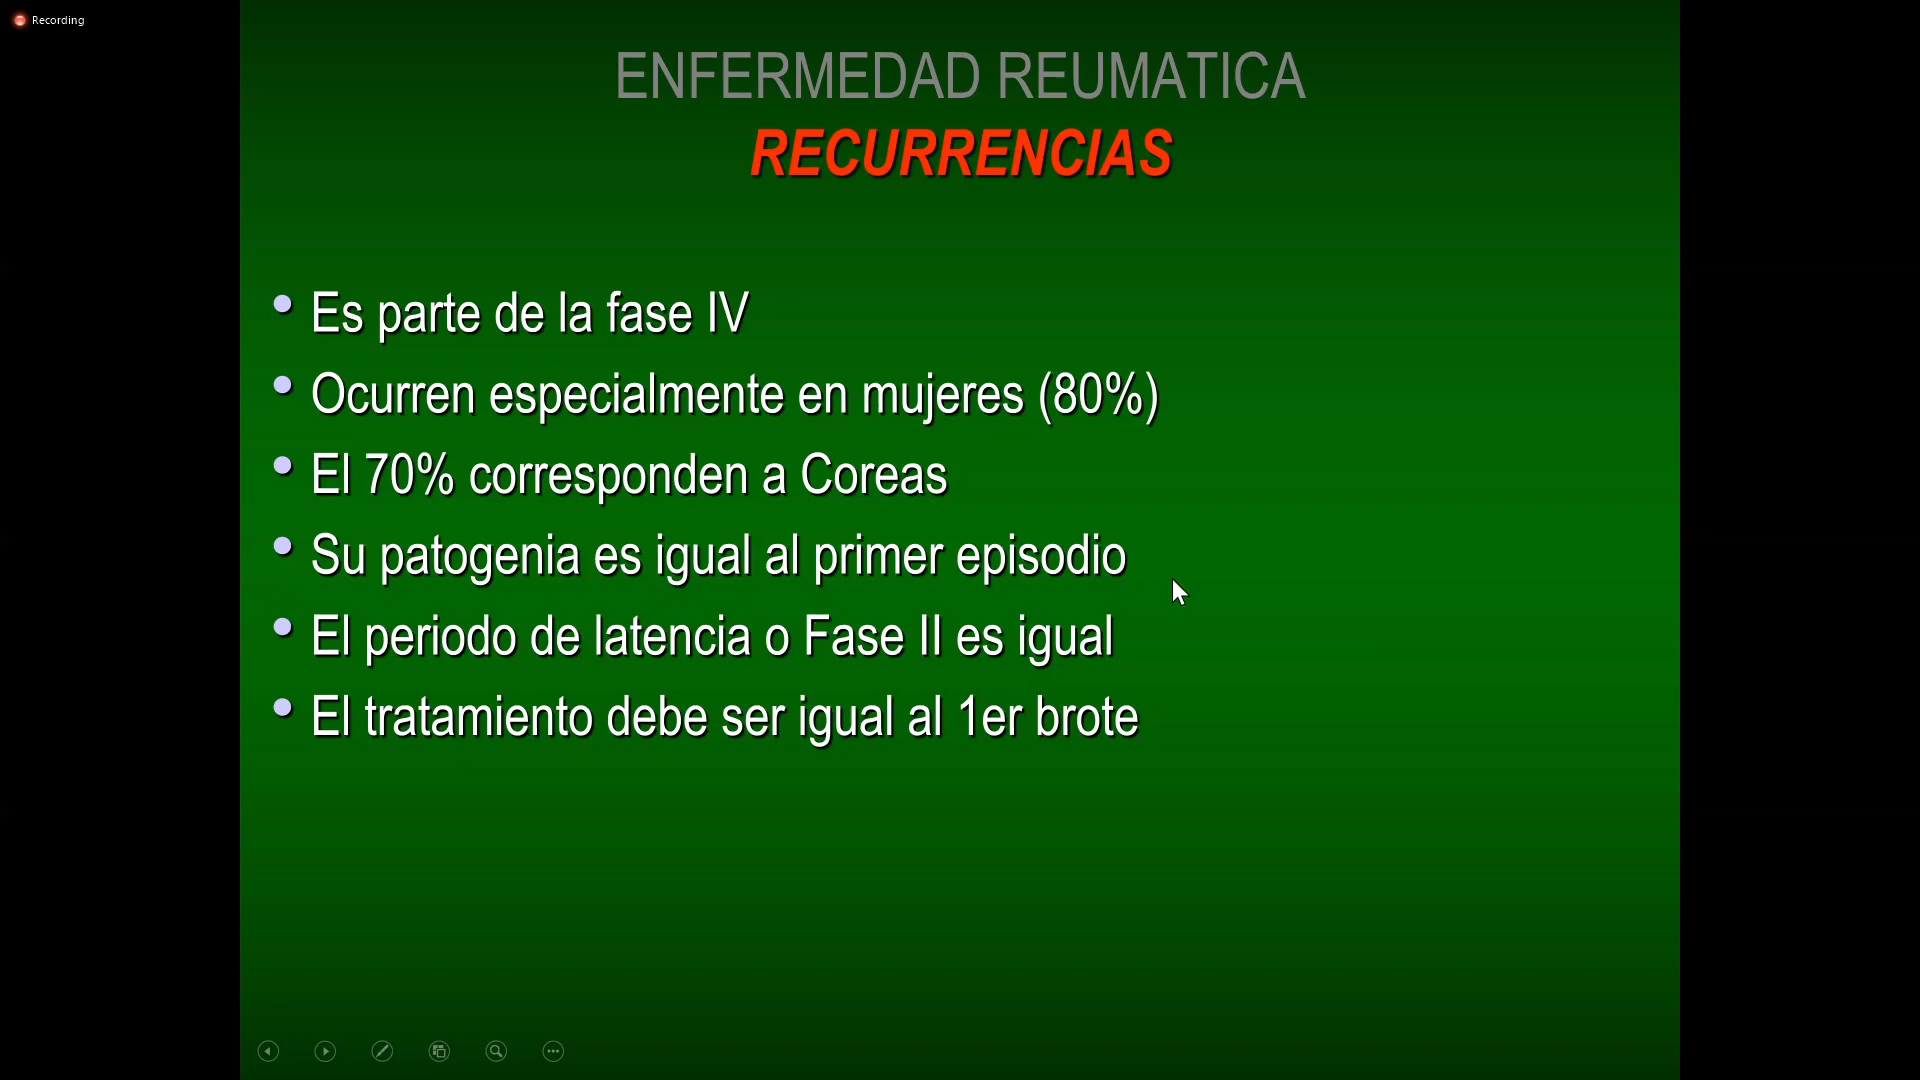 Recording
ENFERMEDAD REUMATICA
RECURRENCIAS
• Es parte de la fase IV
• Ocurren especialmente en mujeres (80%)
• El 70% corresponden a Coreas
• Su patogenia es igual al primer episodio
• El periodo de latencia o Fase II es igual
• El tratamiento debe ser igual al 1er brote